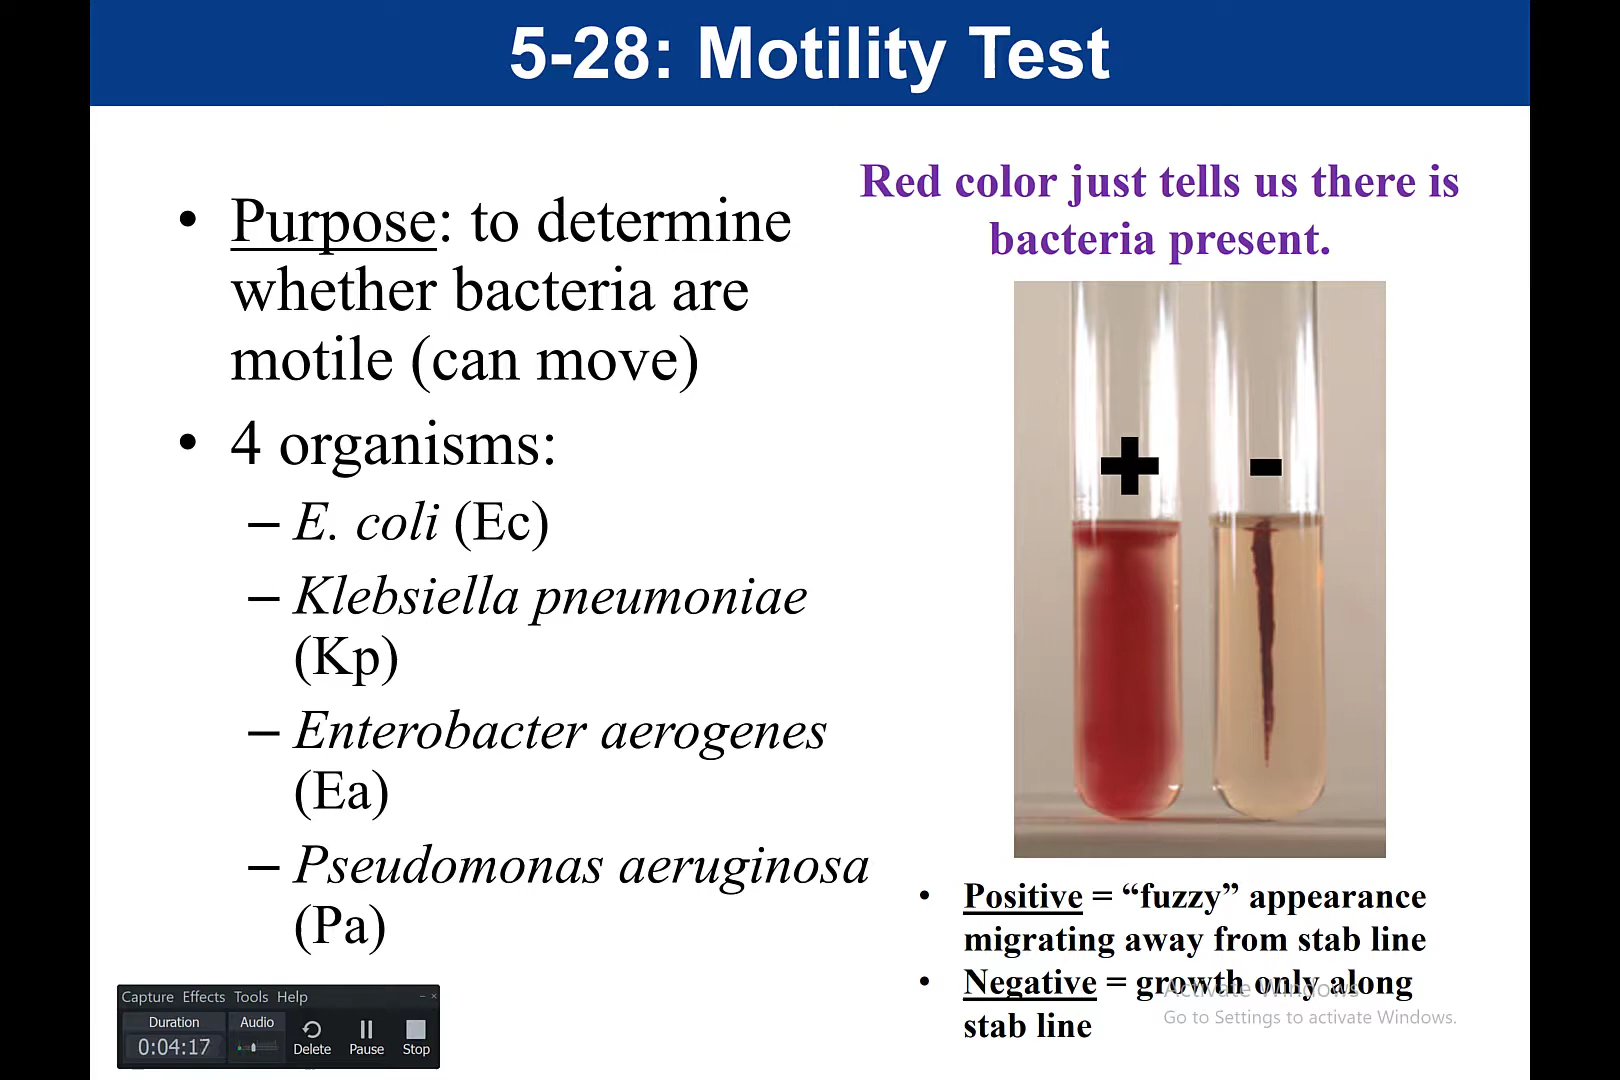 5-28: Motility Test
• Purpose: to determine
whether bacteria are
motile (can move)
• 4 organisms:
– E. coli (Ec)
– Klebsiella pneumoniae
(Kp)
– Enterobacter aerogenes
(Ea)
– Pseudomonas aeruginosa
(Pa)
Red color just tells us there is
bacteria present.
+ -
• Positive = “fuzzy” appearance
migrating away from stab line
• Negative = growth only along
stab line
Activate Windows
Go to Settings to activate Windows.
Capture Effects Tools Help
Duration Audio
0:04:17 Delete Pause Stop